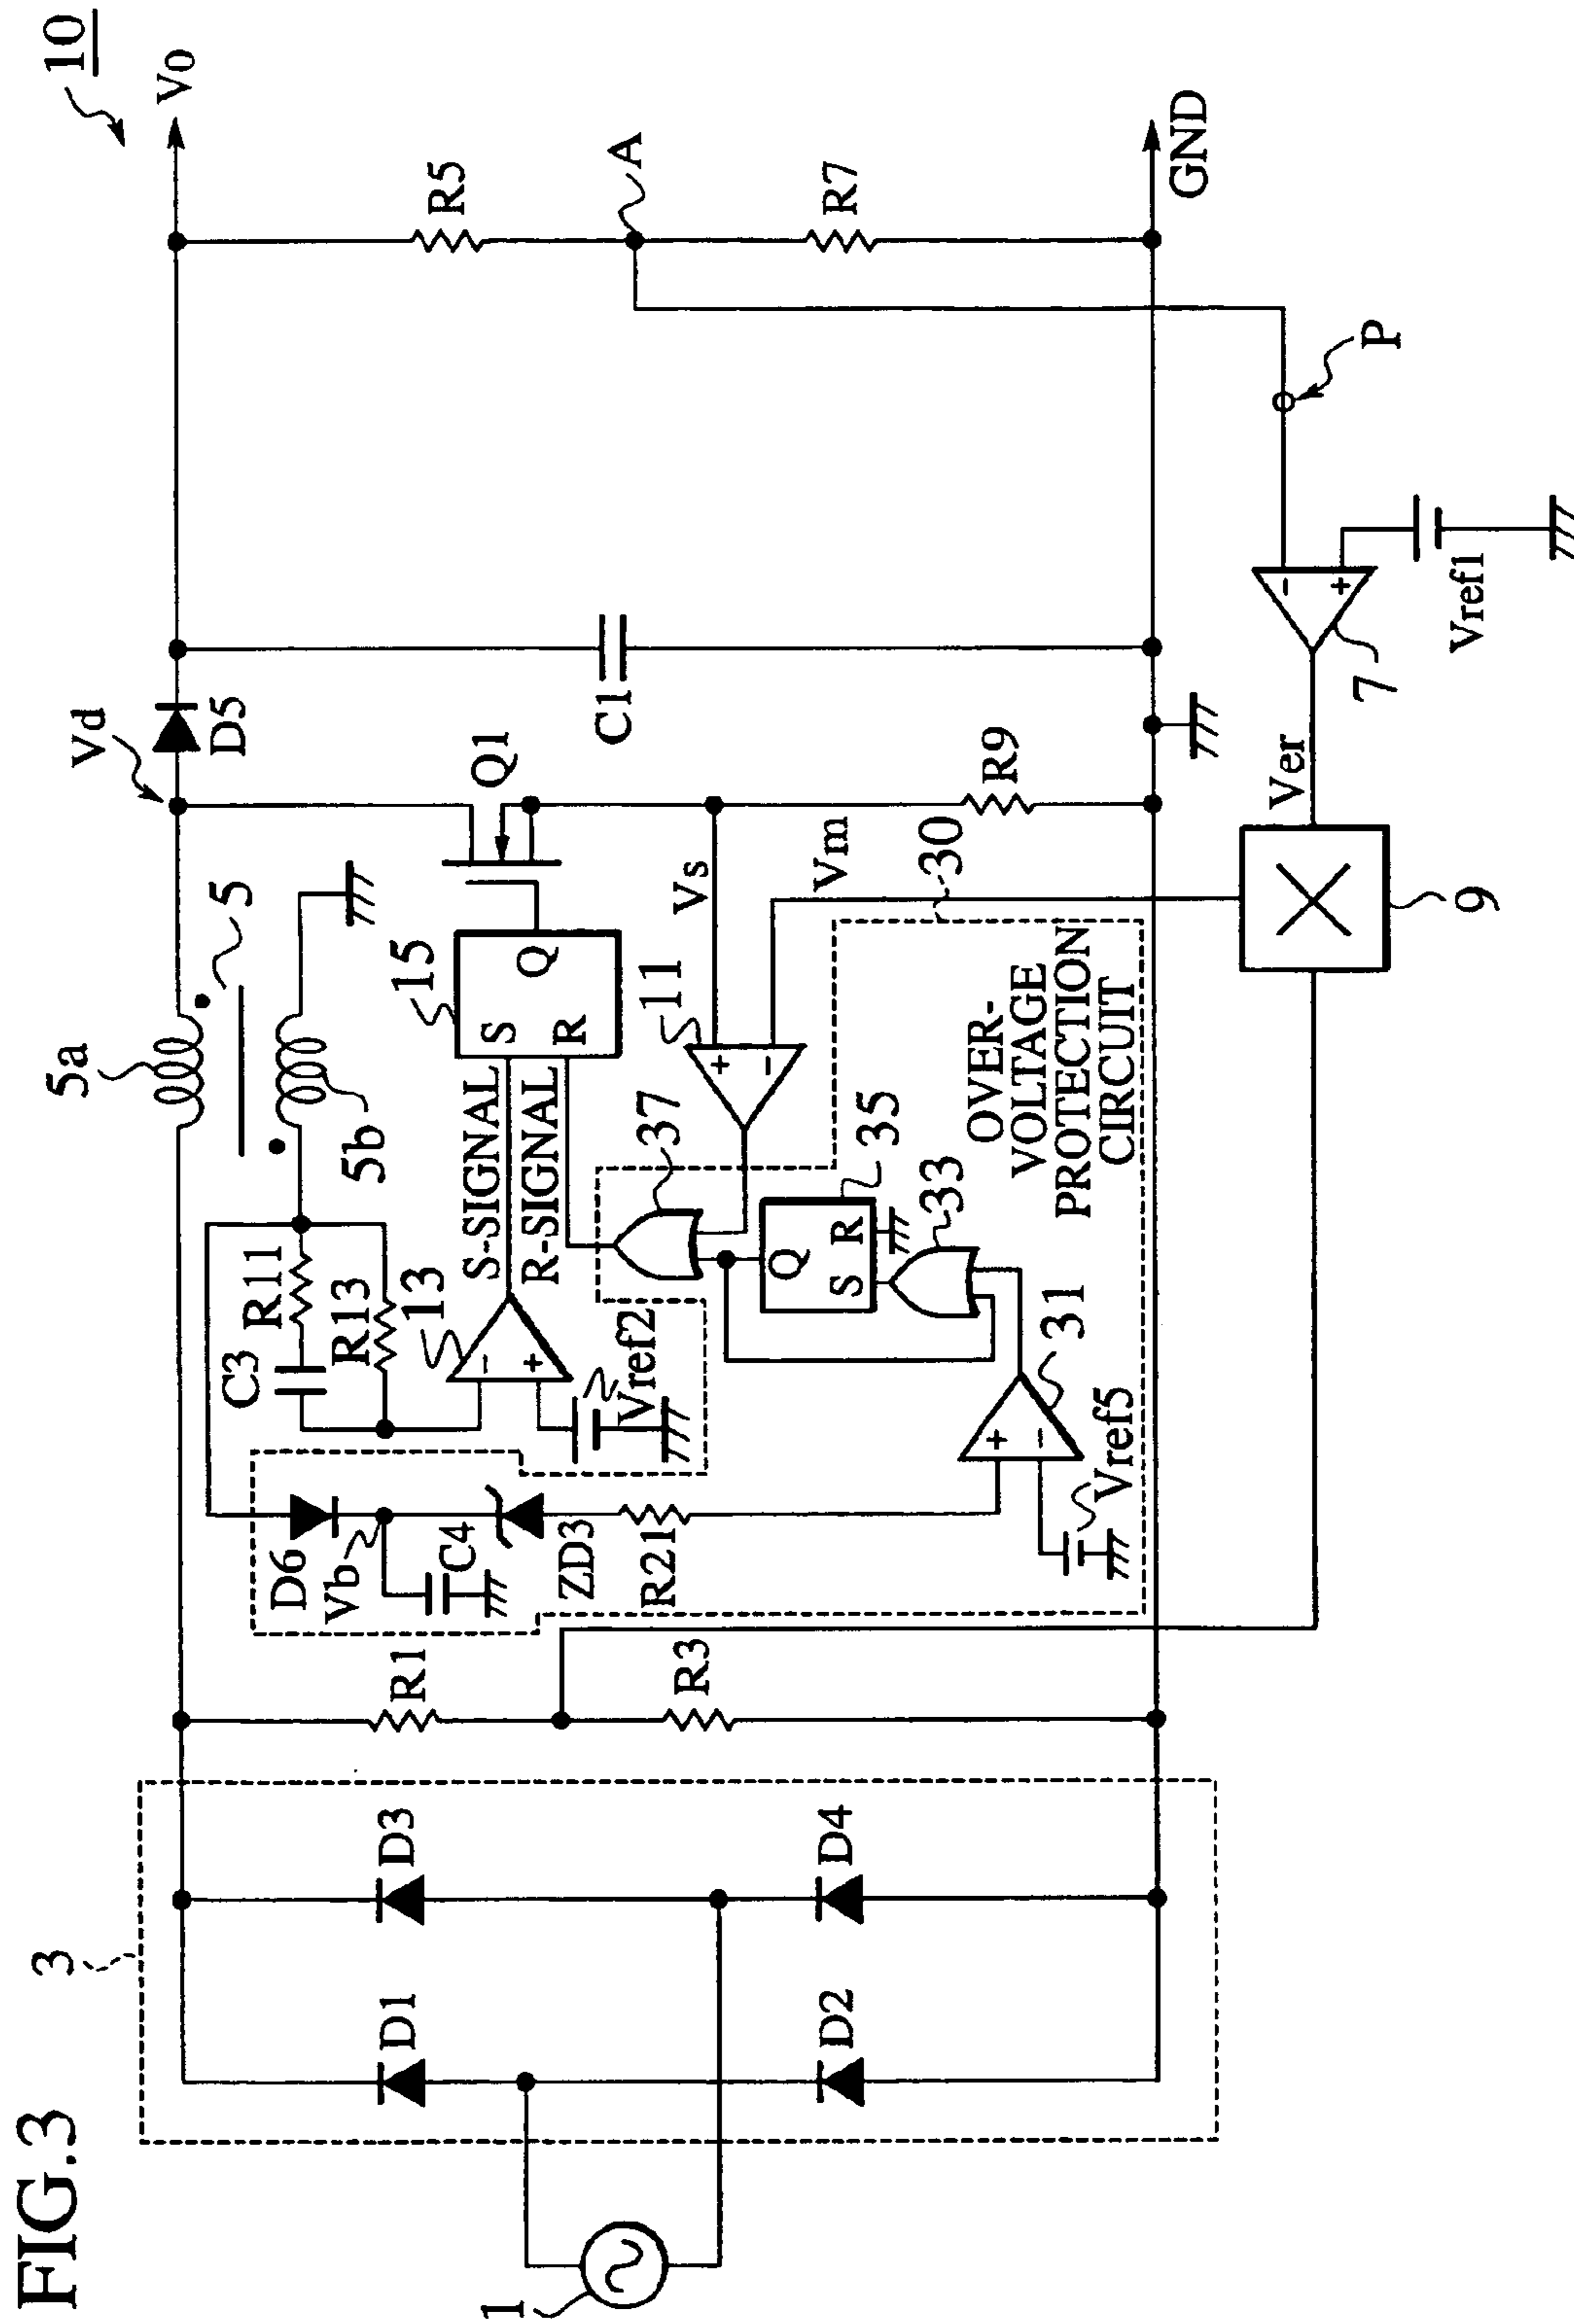 FIG.3
10
3
1
D1
D2
D3
D4
R1
R3
5a
5
5b
Vd
D5
Vo
D6
Vb
C4
ZD3
R21
C3
R11
R13
13
Vref2
S-SIGNAL
R-SIGNAL
15
S
R
Q
Q1
Vs
Vm
R9
C1
R5
A
R7
GND
37
11
+
-
35
Q
S
R
33
31
+
-
Vref5
-
+
30
OVER-
VOLTAGE
PROTECTION
CIRCUIT
9
Ver
7
-
+
Vref1
P